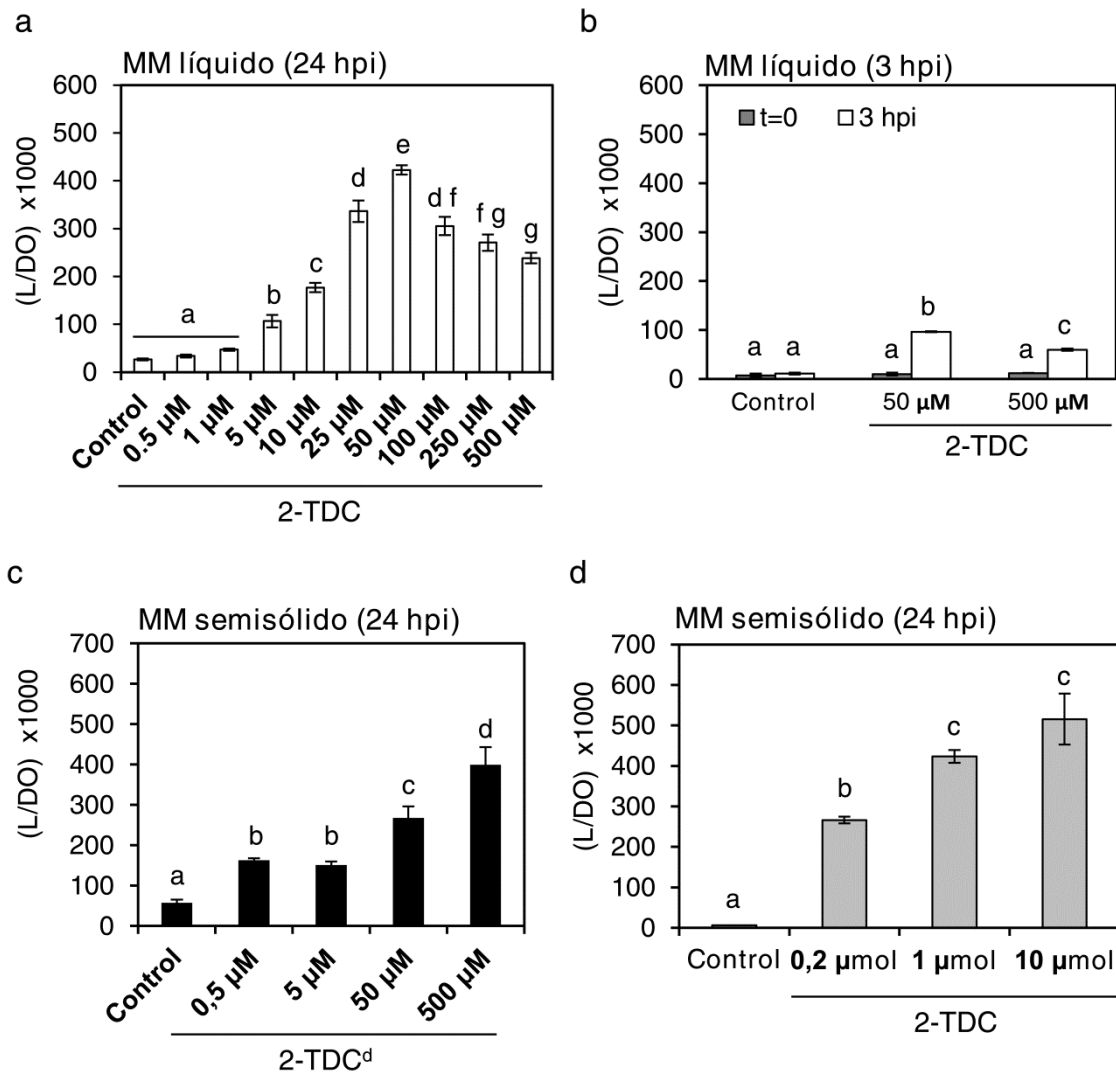 a
MM líquido (24 hpi)
(L/DO) x1000
600
500
400
300
200
100
0
a
b
c
d
e
d f
f g
g
Control
0.5 µM
1 µM
5 µM
10 µM
25 µM
50 µM
100 µM
250 µM
500 µM
2-TDC
b
MM líquido (3 hpi)
(L/DO) x1000
600
500
400
300
200
100
0
t=0 3 hpi
a a a b a c
Control 50 µM 500 µM
2-TDC
c
MM semisólido (24 hpi)
(L/DO) x1000
700
600
500
400
300
200
100
0
a
b
b
c
d
Control
0,5 µM
5 µM
50 µM
500 µM
2-TDCᵈ
d
MM semisólido (24 hpi)
(L/DO) x1000
700
600
500
400
300
200
100
0
a
b
c
c
Control 0,2 µmol 1 µmol 10 µmol
2-TDC